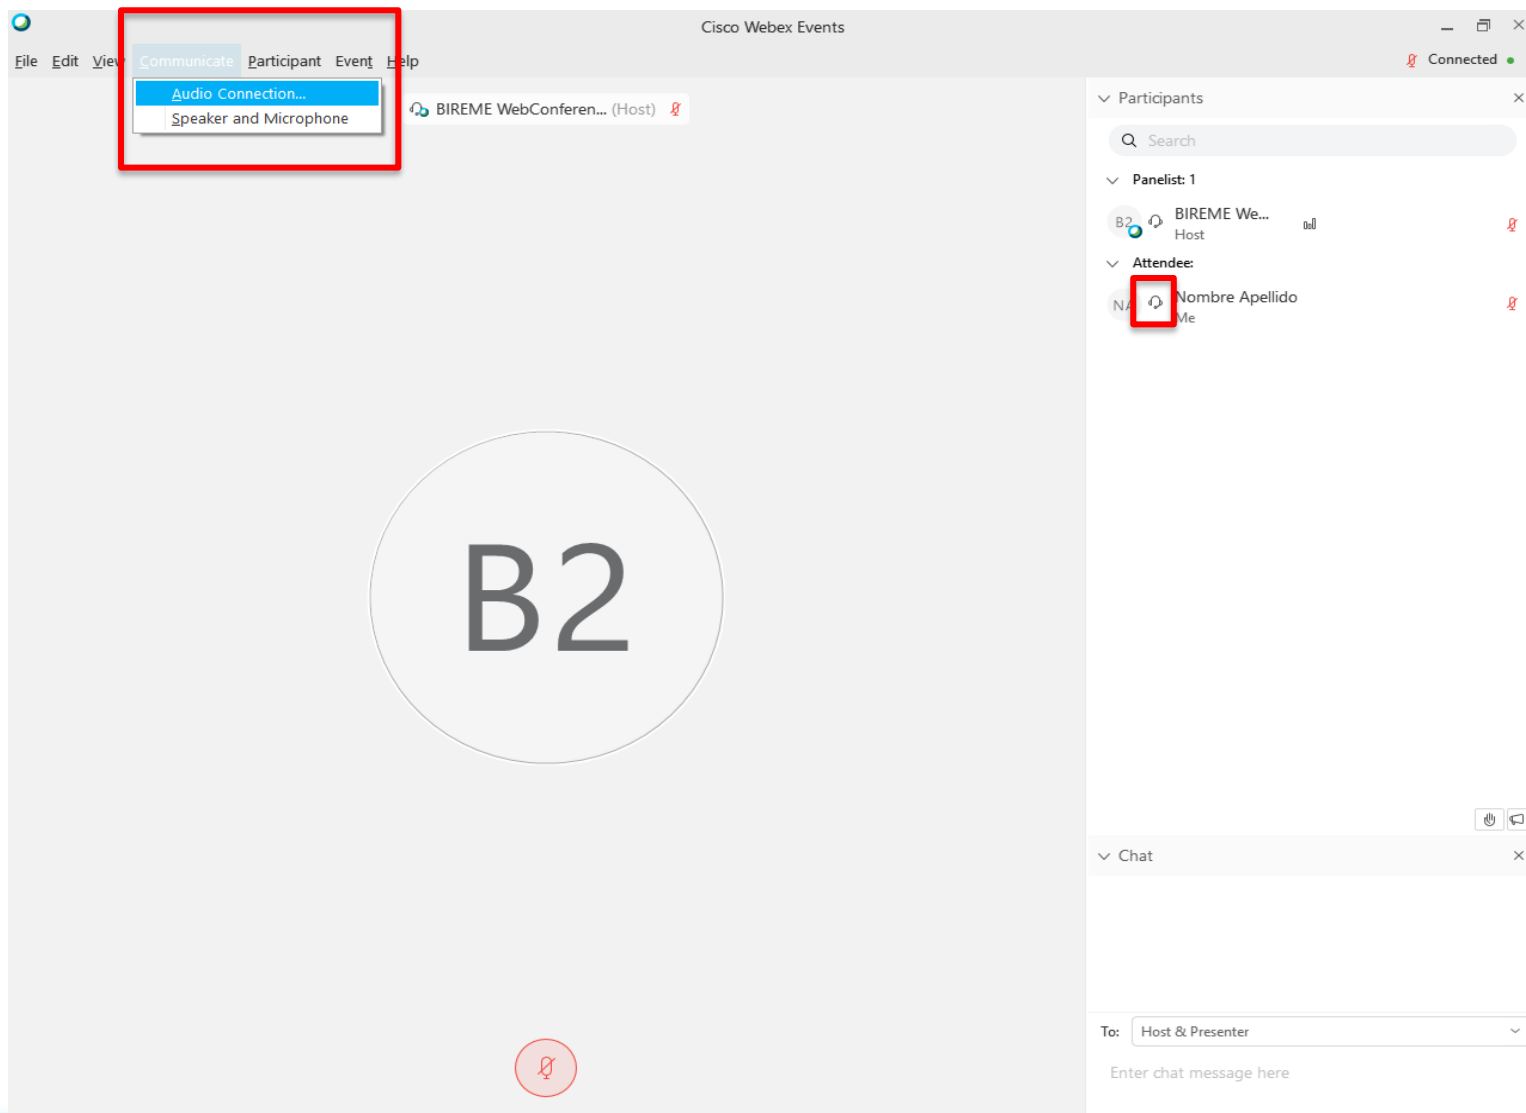 Cisco Webex Events
File Edit View Communicate Participant Event Help
Connected
Audio Connection...
Speaker and Microphone
BIREME WebConferen... (Host)
Participants
Search
Panelist: 1
B2
BIREME We...
Host
Attendee:
NA
Nombre Apellido
Me
B2
Chat
To: Host & Presenter
Enter chat message here